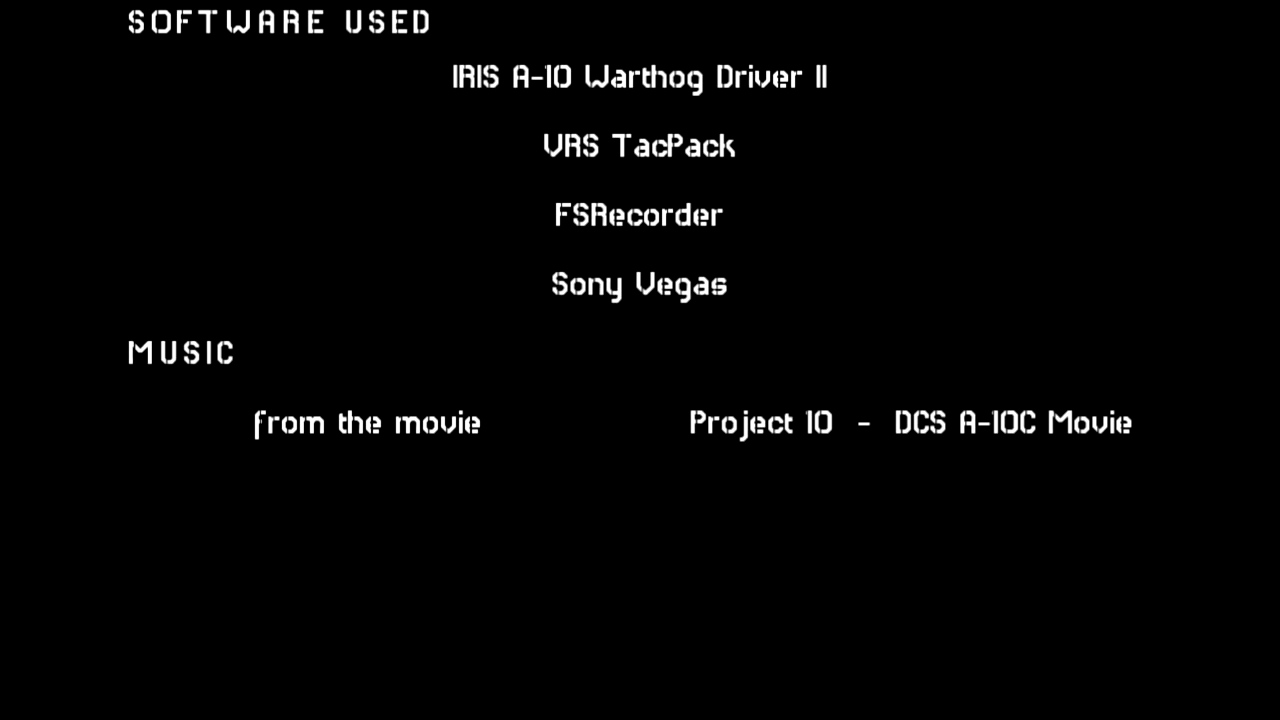 SOFTWARE USED
IRIS A-10 Warthog Driver II
VRS TacPack
FSRecorder
Sony Vegas
MUSIC
from the movie Project 10 - DCS A-10C Movie